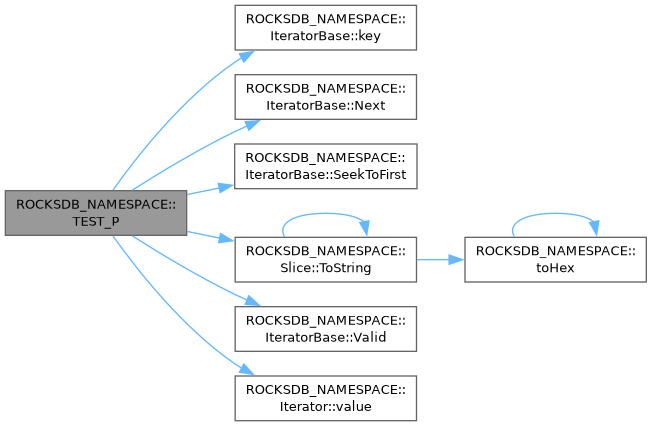 ROCKSDB_NAMESPACE::
IteratorBase::key
ROCKSDB_NAMESPACE::
IteratorBase::Next
ROCKSDB_NAMESPACE::
IteratorBase::SeekToFirst
ROCKSDB_NAMESPACE::
TEST_P
ROCKSDB_NAMESPACE::
Slice::ToString
ROCKSDB_NAMESPACE::
toHex
ROCKSDB_NAMESPACE::
IteratorBase::Valid
ROCKSDB_NAMESPACE::
Iterator::value